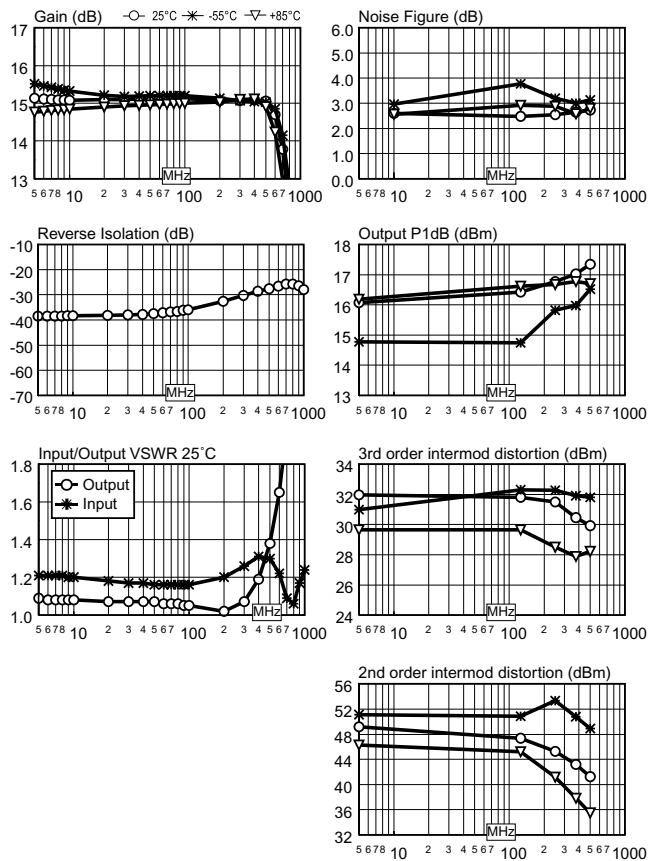 Gain (dB)
25°C -55°C +85°C
17
16
15
14
13
MHz
5 6 7 8 10 2 3 4 5 6 7 8 100 2 3 4 5 6 7 1000
Noise Figure (dB)
6.0
5.0
4.0
3.0
2.0
1.0
0.0
MHz
5 6 7 8 10 2 3 4 5 6 7 8 100 2 3 4 5 6 7 1000
Reverse Isolation (dB)
-10
-20
-30
-40
-50
-60
-70
MHz
5 6 7 8 10 2 3 4 5 6 7 8 100 2 3 4 5 6 7 1000
Output P1dB (dBm)
18
17
16
15
14
13
MHz
5 6 7 8 10 2 3 4 5 6 7 8 100 2 3 4 5 6 7 1000
Input/Output VSWR 25°C
1.8
1.6
1.4
1.2
1.0
Output
Input
MHz
5 6 7 8 10 2 3 4 5 6 7 8 100 2 3 4 5 6 7 1000
3rd order intermod distortion (dBm)
34
32
30
28
26
24
MHz
5 6 7 8 10 2 3 4 5 6 7 8 100 2 3 4 5 6 7 1000
2nd order intermod distortion (dBm)
56
52
48
44
40
36
32
MHz
5 6 7 8 10 2 3 4 5 6 7 8 100 2 3 4 5 6 7 1000